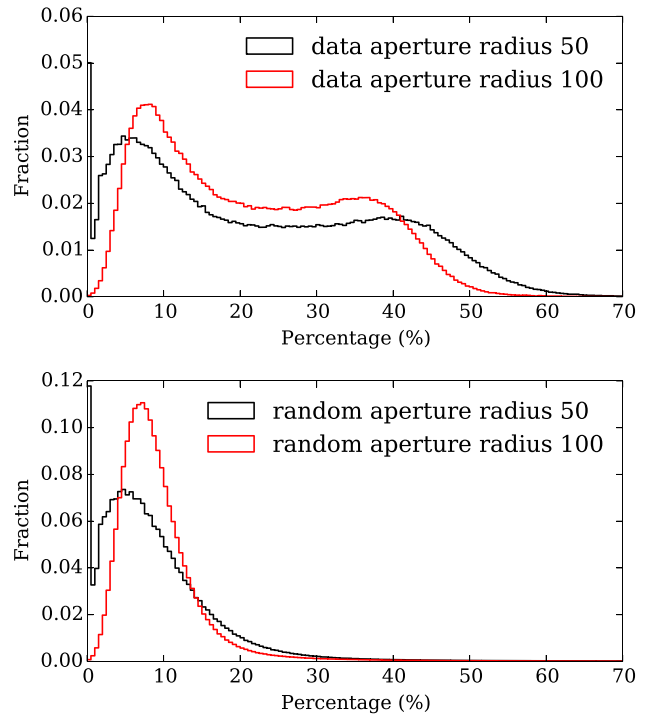 0.06
0.05
0.04
0.03
0.02
0.01
0.00
Fraction
data aperture radius 50
data aperture radius 100
0 10 20 30 40 50 60 70
Percentage (%)
0.12
0.10
0.08
0.06
0.04
0.02
0.00
Fraction
random aperture radius 50
random aperture radius 100
0 10 20 30 40 50 60 70
Percentage (%)